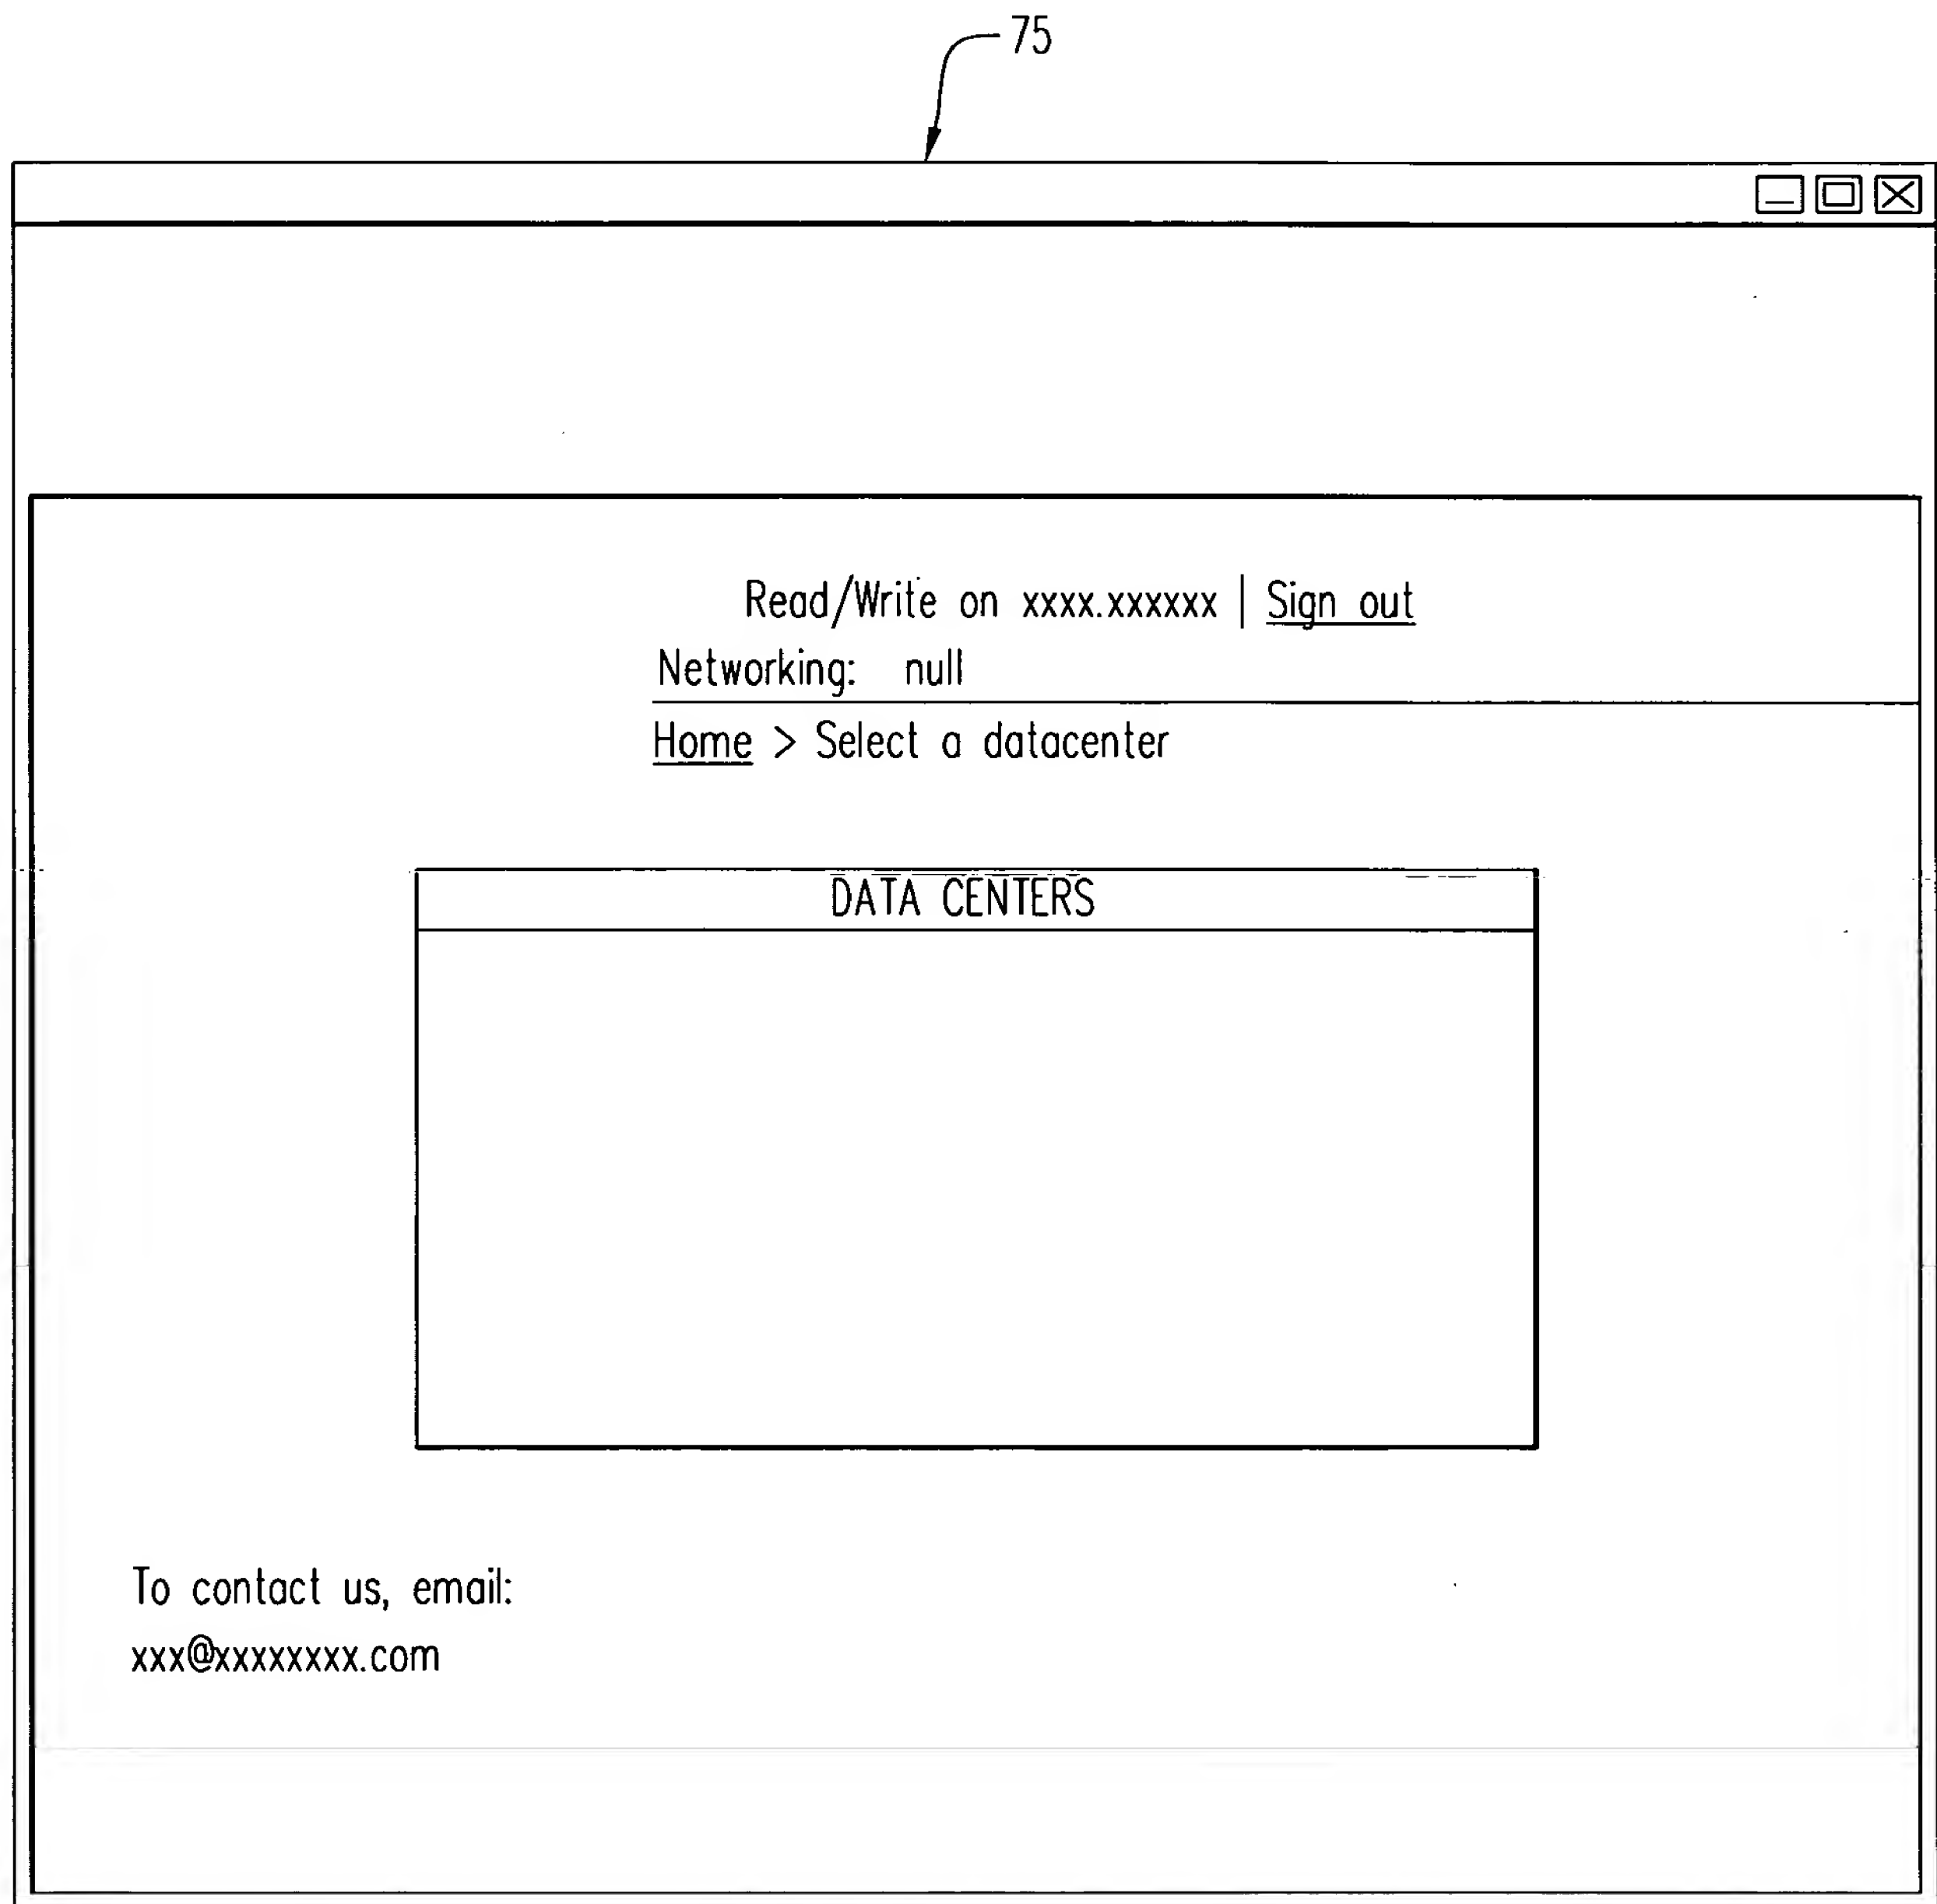 75
Read/Write on xxxx.xxxxxx | Sign out
Networking: null
Home > Select a datacenter
DATA CENTERS
To contact us, email:
xxx@xxxxxxxx.com